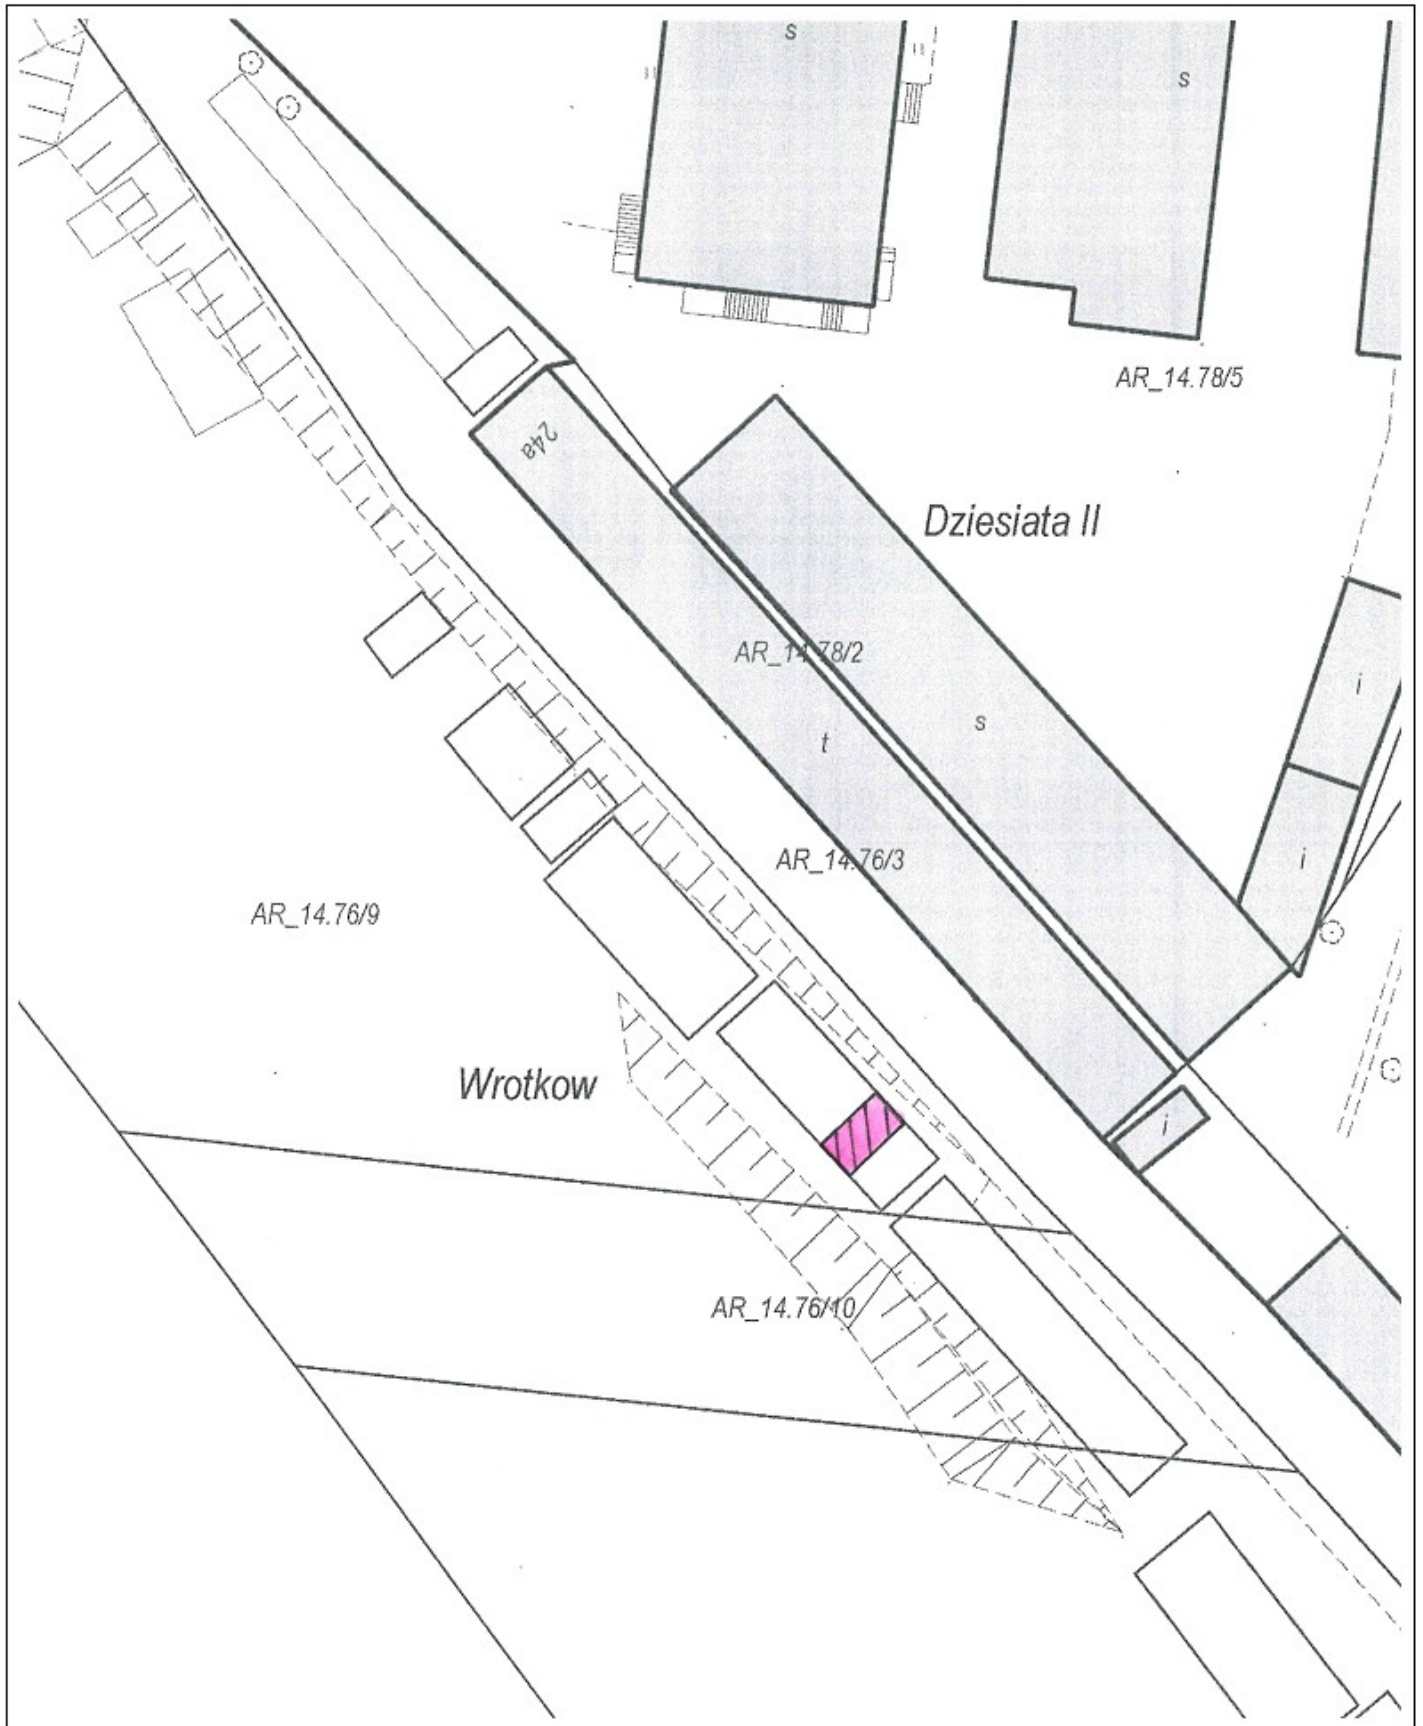 s
s
AR_14.78/5
24a
Dziesiata II
AR_14.78/2
i
s
t
AR_14.76/3
i
AR_14.76/9
Wrotkow
i
AR_14.76/10